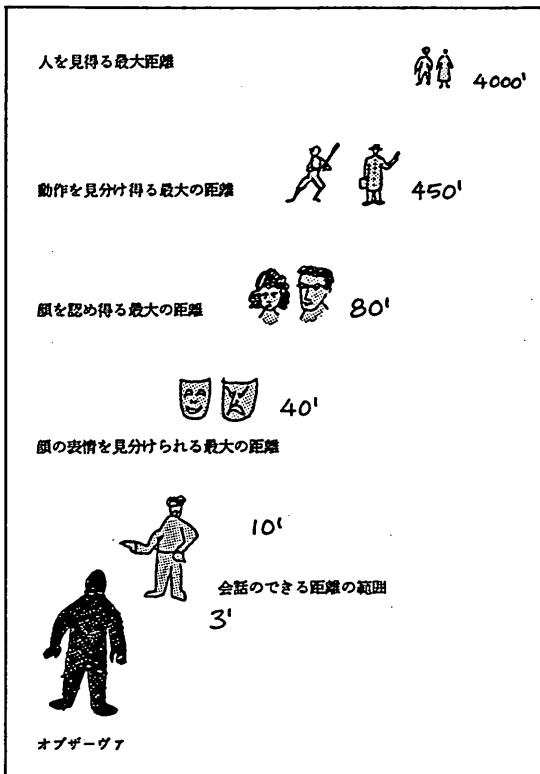 人を見得る最大距離
4000'
動作を見分け得る最大の距離
450'
顔を認め得る最大の距離
80'
40'
顔の表情を見分けられる最大の距離
10'
会話のできる距離の範囲
3'
オブザーヴァ